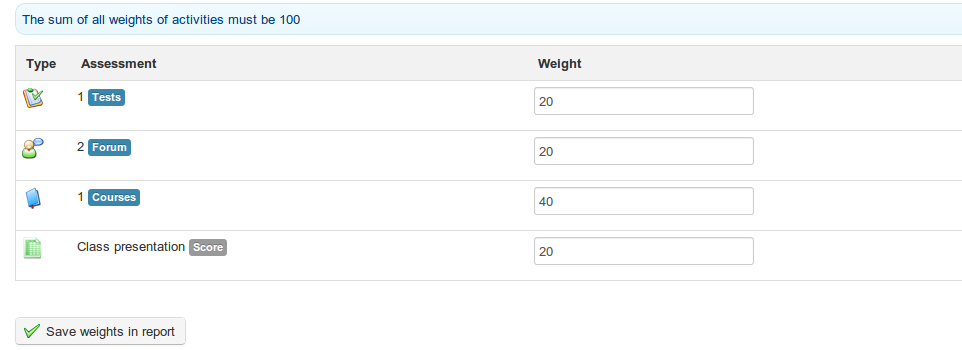 The sum of all weights of activities must be 100
Type Assessment Weight
1 Tests 20
2 Forum 20
1 Courses 40
Class presentation Score 20
Save weights in report